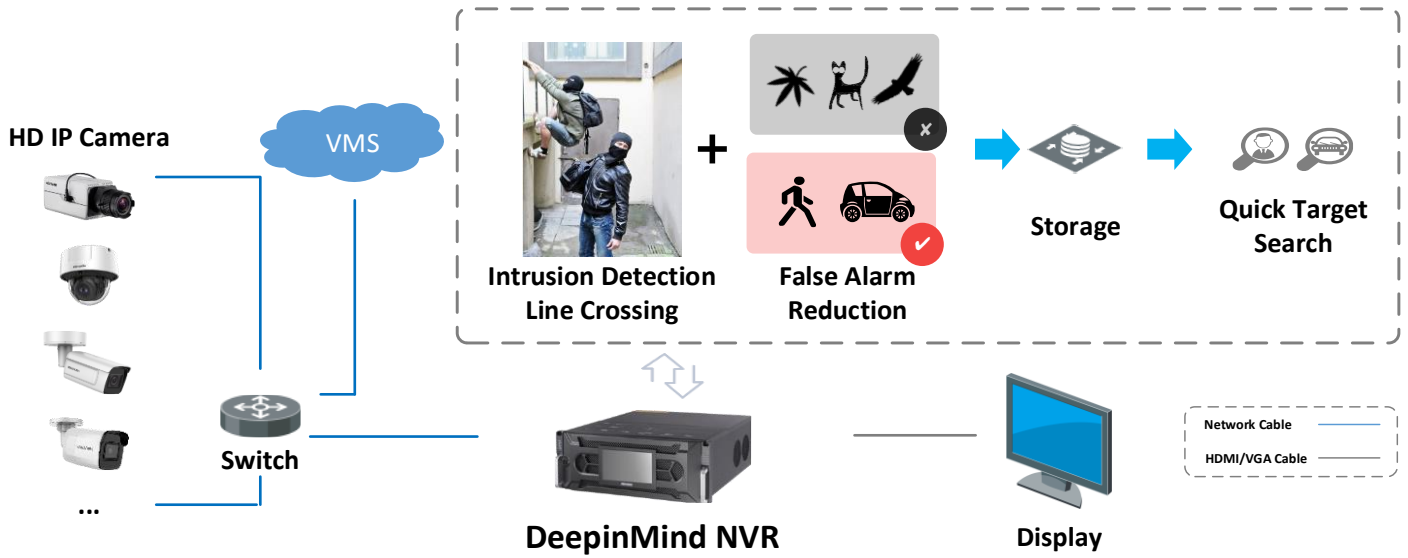 HD IP Camera
VMS
Intrusion Detection
Line Crossing
+
False Alarm
Reduction
Storage
Quick Target
Search
Switch
...
DeepinMind NVR
Display
Network Cable
HDMI/VGA Cable